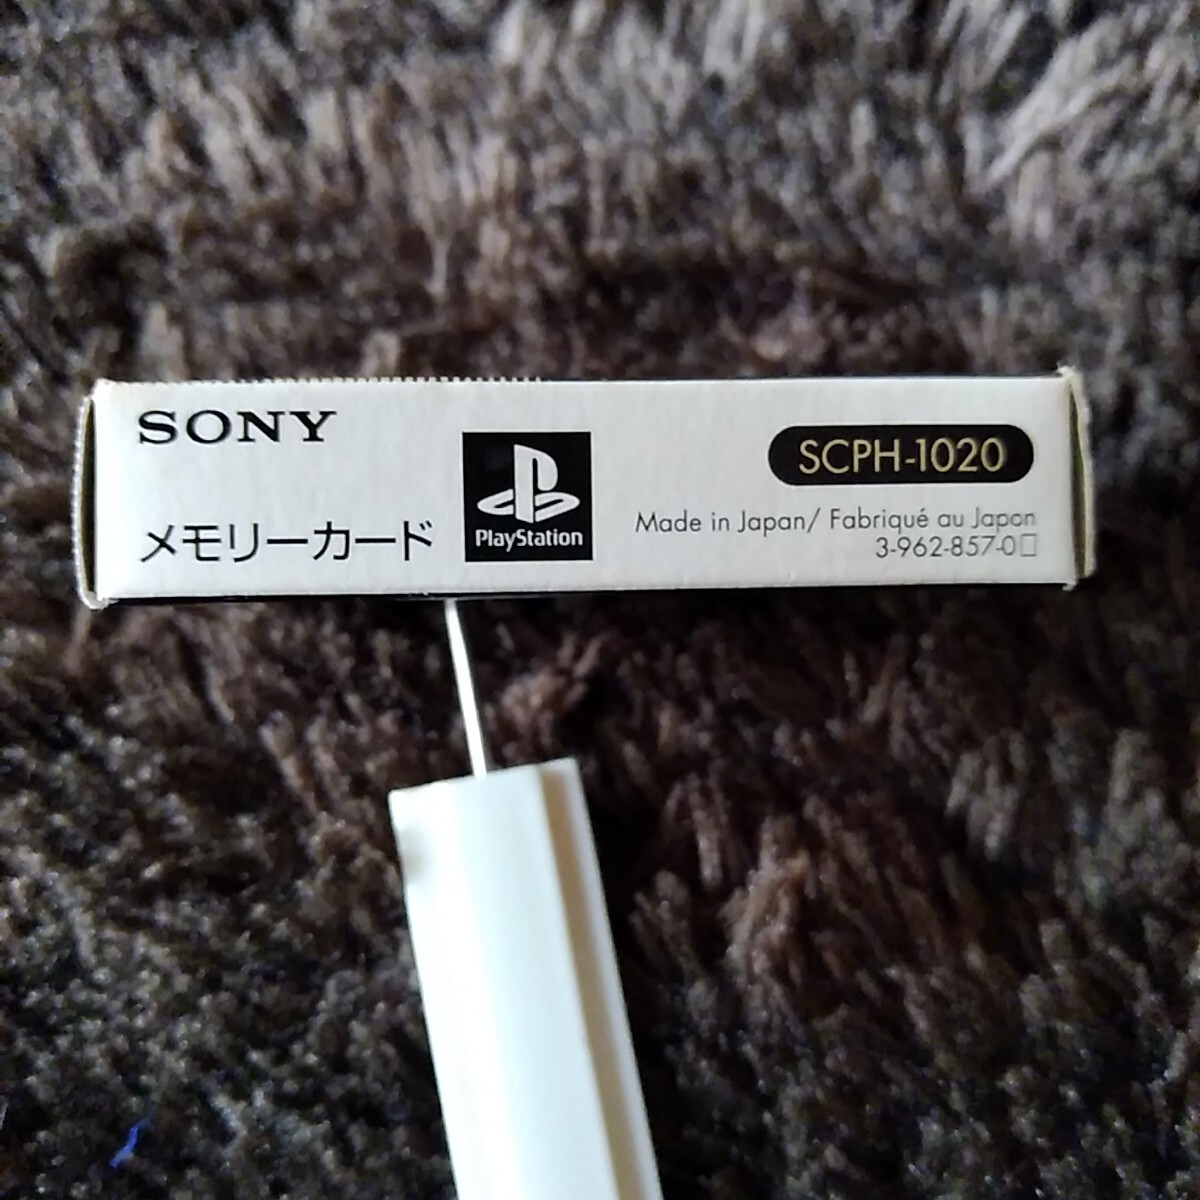 SONY
メモリーカード
PlayStation
SCPH-1020
Made in Japan/ Fabriqué au Japon
3-962-857-0□